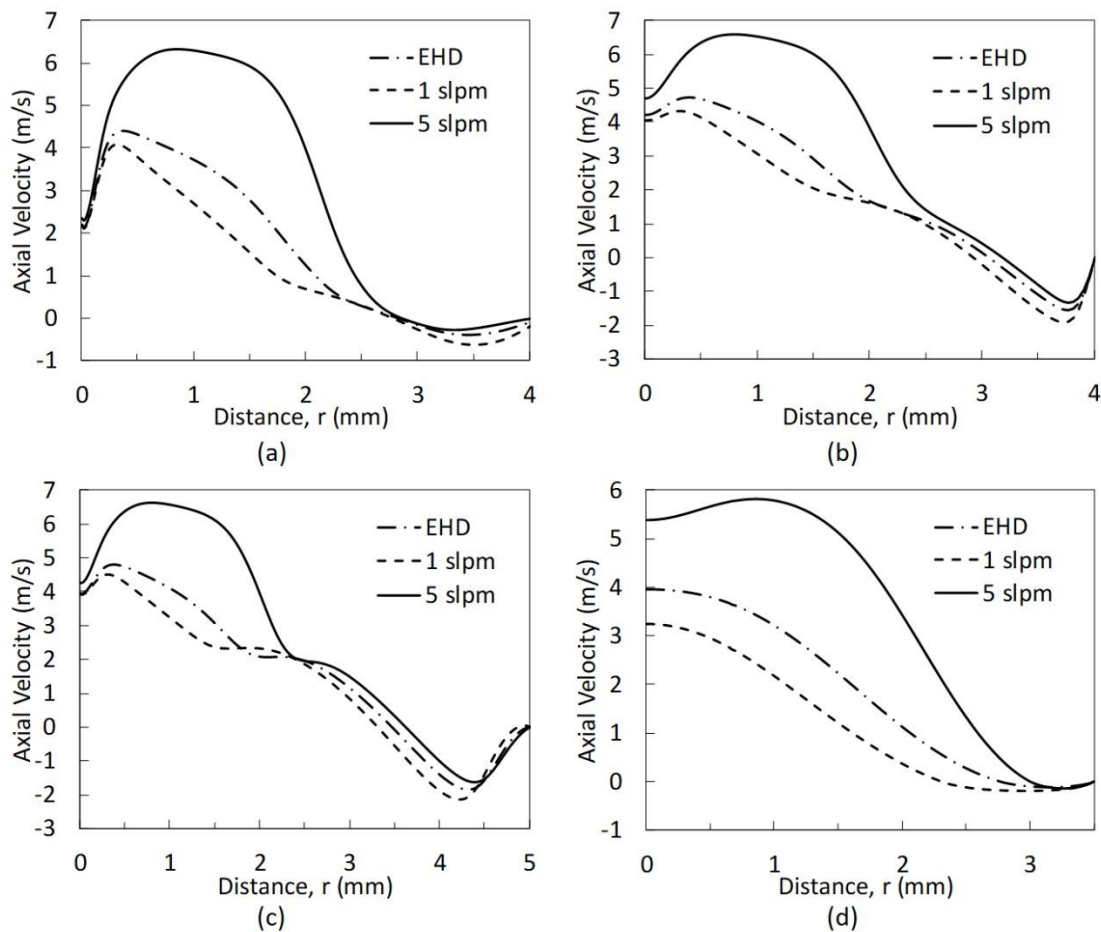 7
6
5
4
3
2
1
0
-1
Axial Velocity (m/s)
EHD
1 slpm
5 slpm
0 1 2 3 4
Distance, r (mm)
(a)
7
6
5
4
3
2
1
0
-1
-2
-3
Axial Velocity (m/s)
EHD
1 slpm
5 slpm
0 1 2 3 4
Distance, r (mm)
(b)
7
6
5
4
3
2
1
0
-1
-2
-3
Axial Velocity (m/s)
EHD
1 slpm
5 slpm
0 1 2 3 4 5
Distance, r (mm)
(c)
6
5
4
3
2
1
0
-1
Axial Velocity (m/s)
EHD
1 slpm
5 slpm
0 1 2 3
Distance, r (mm)
(d)